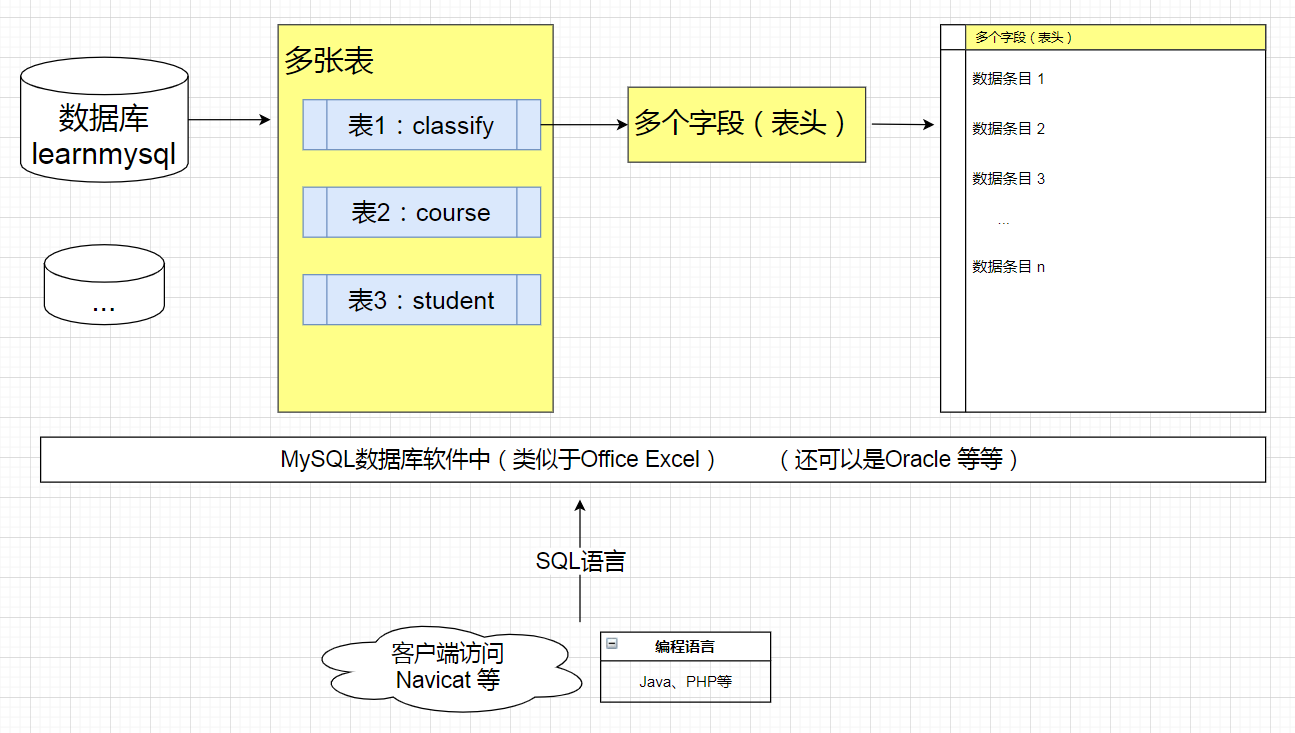 数据库
learnmysql
...
多张表
表1：classify
表2：course
表3：student
多个字段（表头）
多个字段（表头）
数据条目 1
数据条目 2
数据条目 3
...
数据条目 n
MySQL数据库软件中（类似于Office Excel） （还可以是Oracle 等等）
SQL语言
客户端访问
Navicat 等
编程语言
Java、PHP等